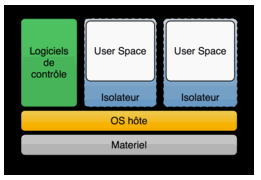 Logiciels
de
contrôle
User Space
User Space
Isolateur
Isolateur
OS hôte
Materiel